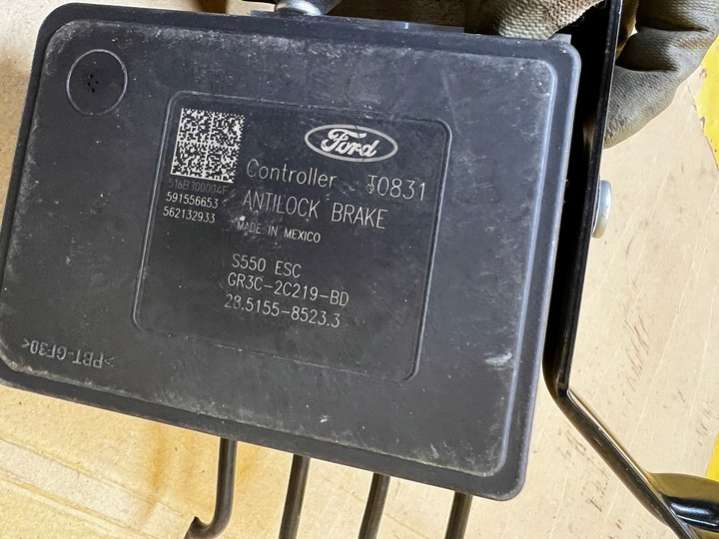 Ford
Controller T0831
ANTILOCK BRAKE
MADE IN MEXICO
516B300004F
591556653
562132933
S550 ESC
GR3C-2C219-BD
28.5155-8523.3
>PBT-GF30<